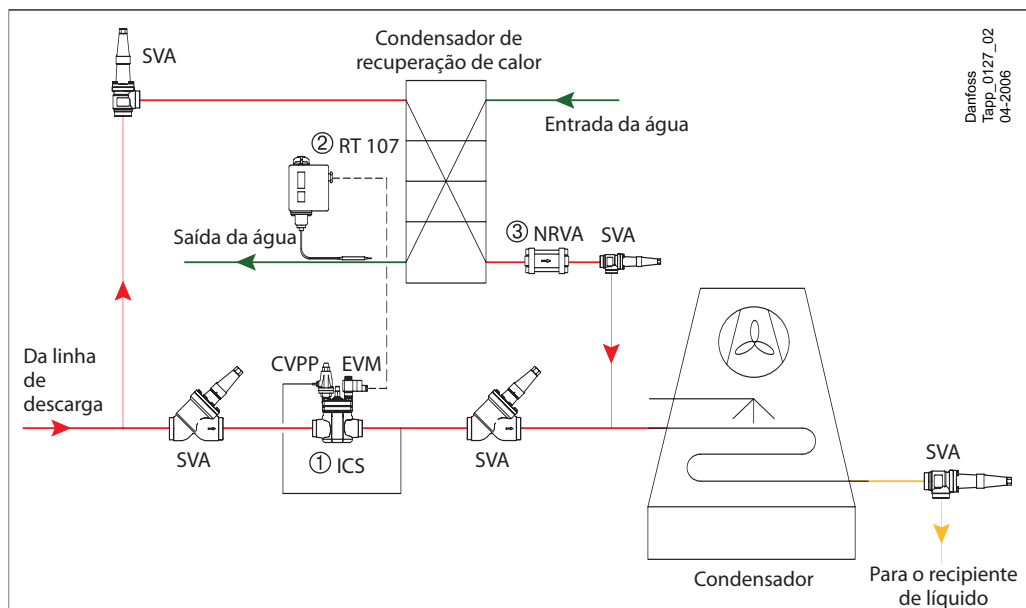 SVA
Condensador de
recuperação de calor
Danfoss
Tapp_0127_02
04-2006
Entrada da água
② RT 107
Saída da água
③ NRVA
SVA
Da linha
de
descarga
CVPP
EVM
SVA
① ICS
SVA
SVA
Condensador
Para o recipiente
de líquido